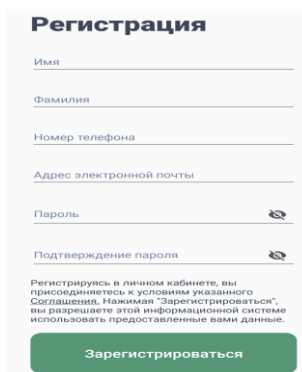 Регистрация
Имя
Фамилия
Номер телефона
Адрес электронной почты
Пароль
Подтверждение пароля
Регистрируясь в личном кабинете, вы
присоединяетесь к условиям указанного
Соглашения. Нажимая "Зарегистрироваться",
вы разрешаете этой информационной системе
использовать предоставленные вами данные.
Зарегистрироваться